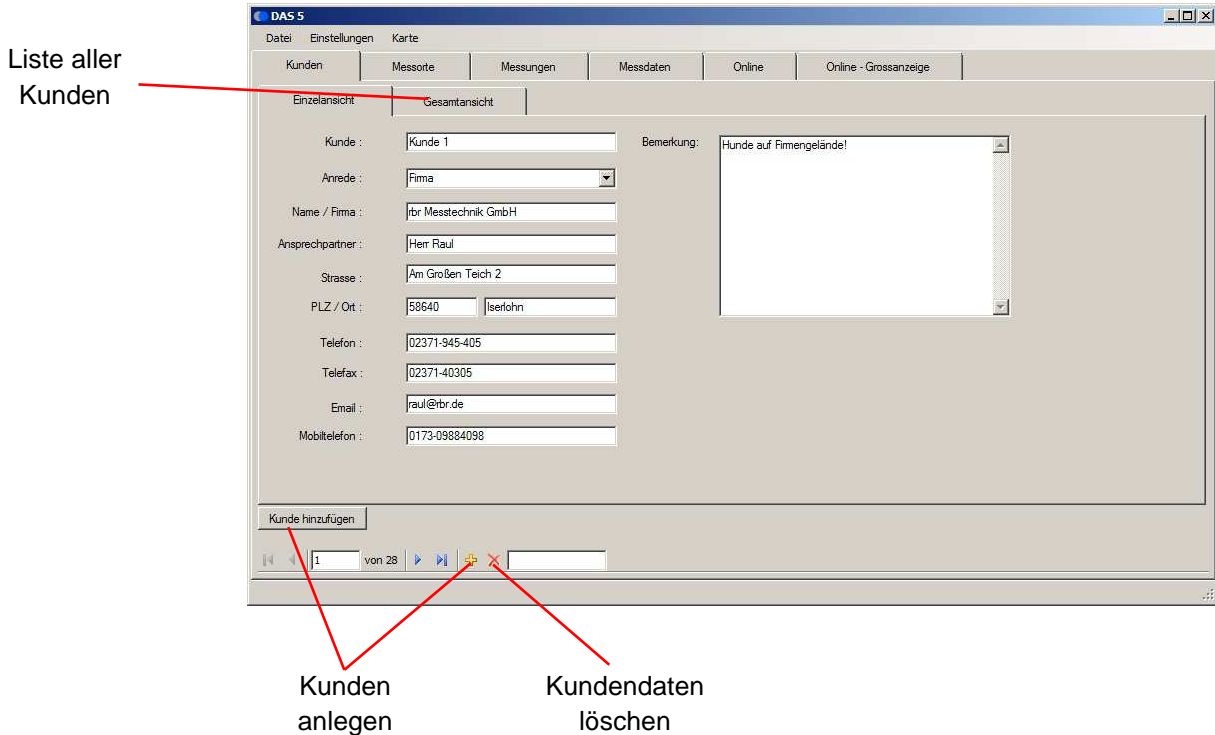 DAS 5
Datei Einstellungen Karte
Liste aller
Kunden
Kunden Messorte Messungen Messdaten Online Online - Grossanzeige
Einzelansicht Gesamtansicht
Kunde : Kunde 1 Bemerkung: Hunde auf Firmengelände!
Anrede : Firma
Name / Firma : rbr Messtechnik GmbH
Ansprechpartner : Herr Raul
Strasse : Am Großen Teich 2
PLZ / Ort : 58640 Iserlohn
Telefon : 02371-945-405
Telefax : 02371-40305
Email : raul@rbr.de
Mobiltelefon : 0173-09884098
Kunde hinzufügen
1 von 28
Kunden
anlegen
Kundendaten
löschen